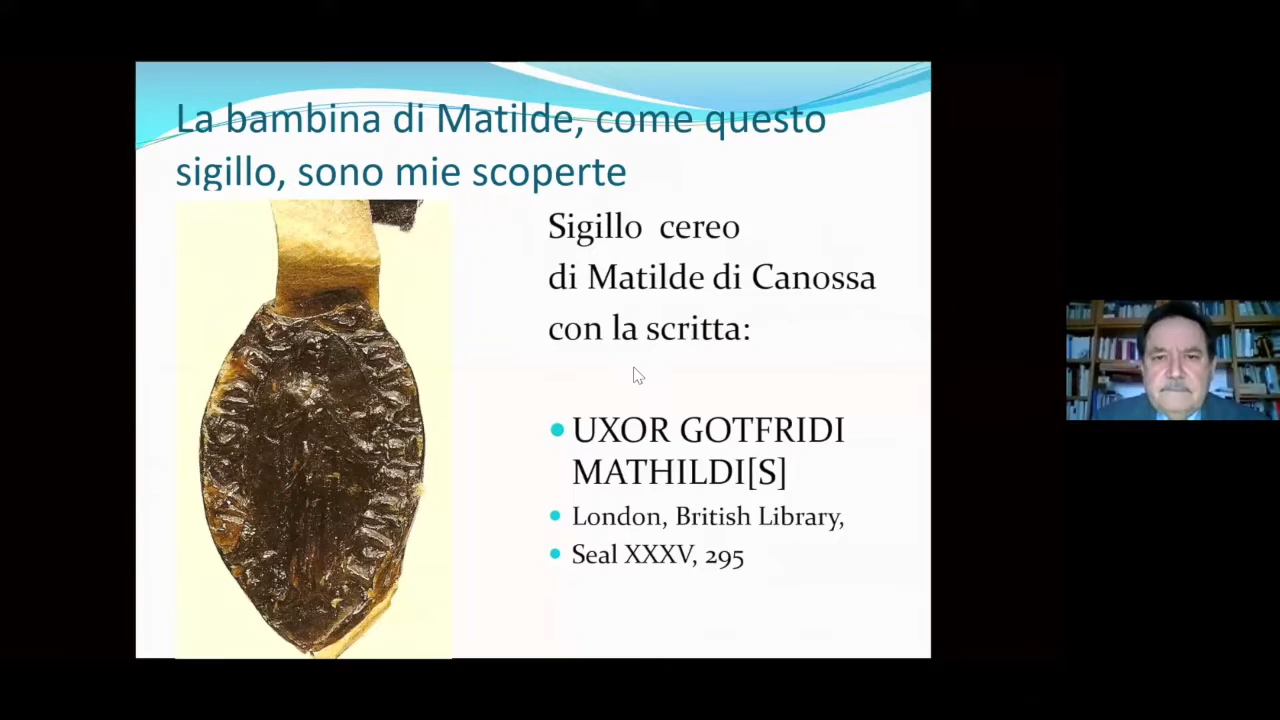 La bambina di Matilde, come questo
sigillo, sono mie scoperte
Sigillo cereo
di Matilde di Canossa
con la scritta:
UXOR GOTFRIDI
MATHILDI[S]
London, British Library,
Seal XXXV, 295